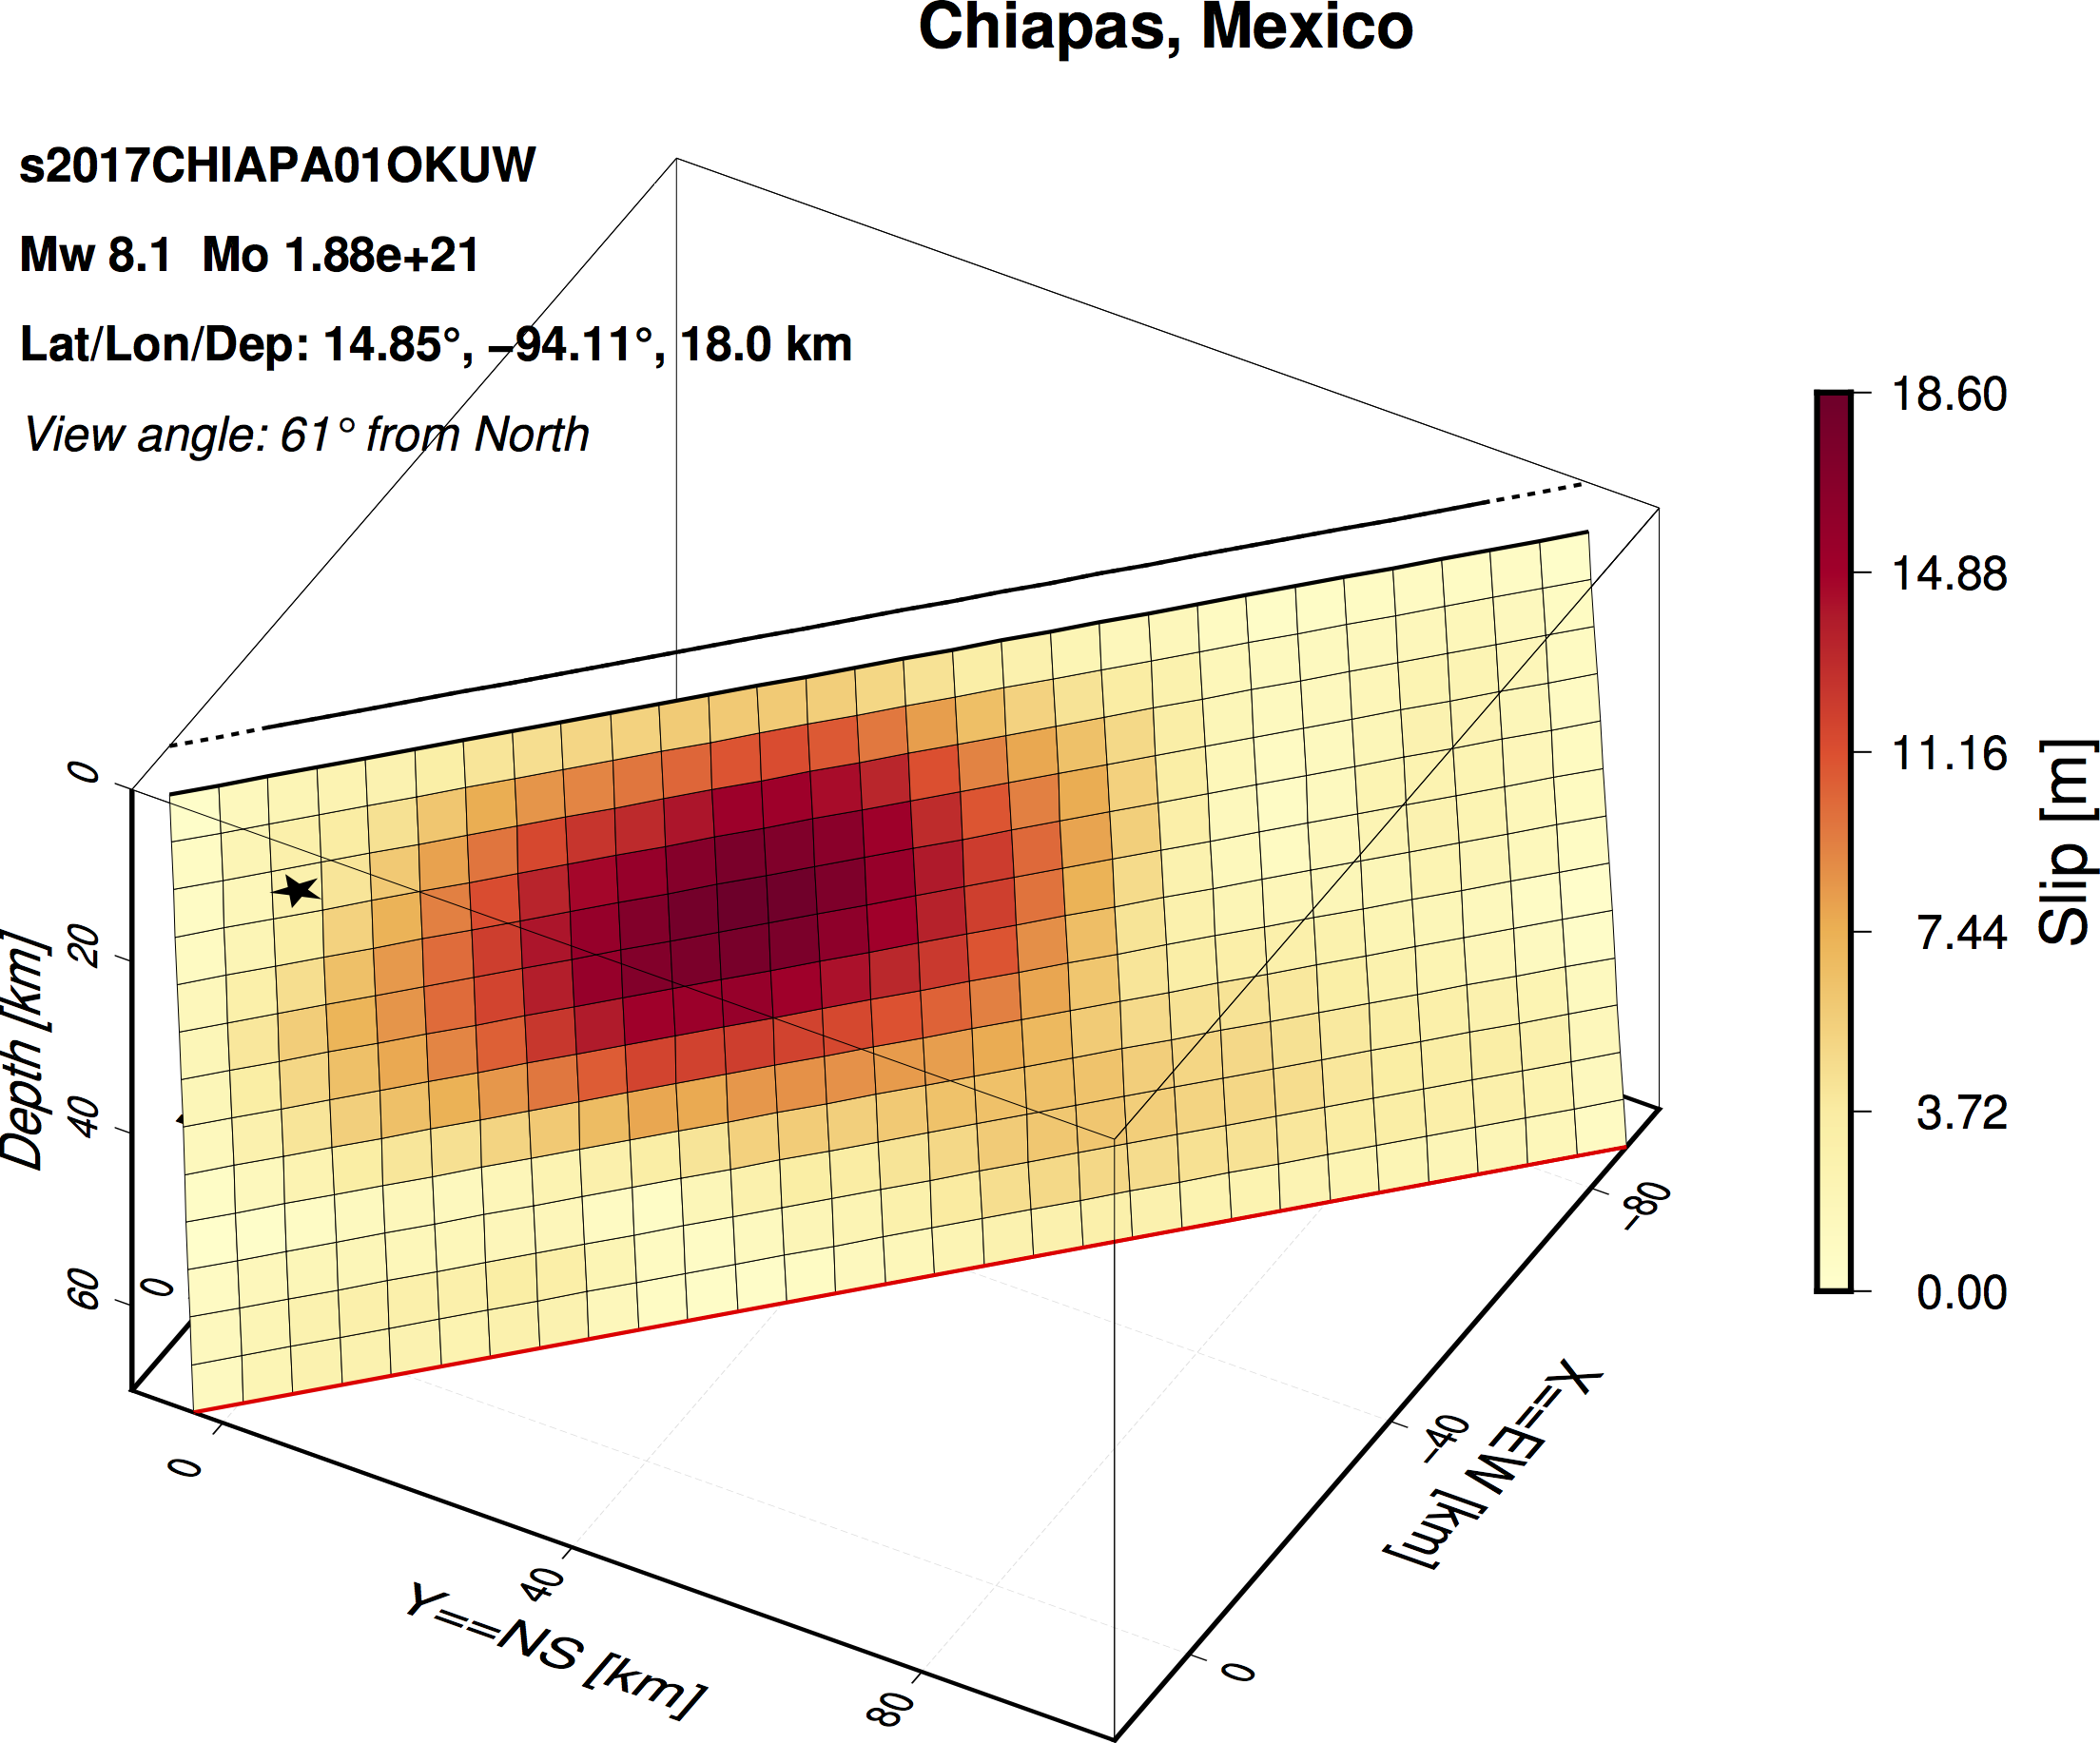 Chiapas, Mexico
s2017CHIAPA01OKUW
Mw 8.1  Mo 1.88e+21
Lat/Lon/Dep: 14.85°, −94.11°, 18.0 km
View angle: 61° from North
18.60
14.88
11.16
7.44
3.72
0.00
Slip [m]
0
20
40
60
Depth [km]
0
0
40
80
Y==NS [km]
−80
−40
0
X==EW [km]